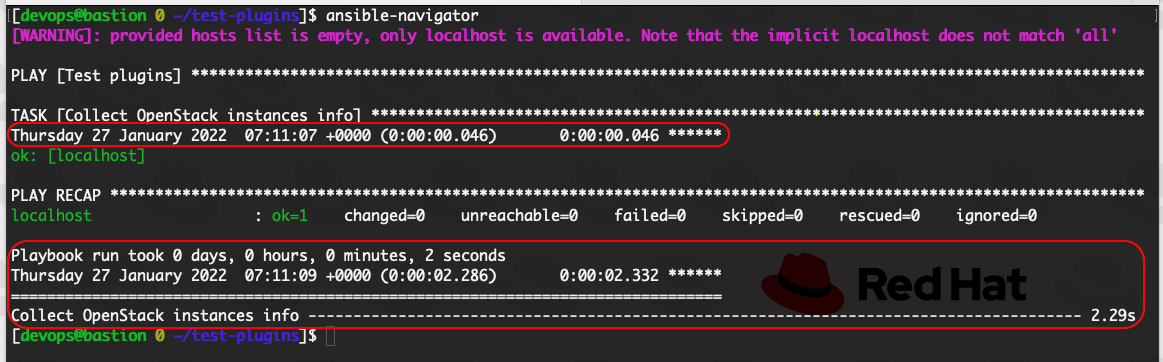 [devops@bastion 0 ~/test-plugins]$ ansible-navigator
[WARNING]: provided hosts list is empty, only localhost is available. Note that the implicit localhost does not match 'all'
PLAY [Test plugins] **********************************************************************************************************
TASK [Collect OpenStack instances info] **************************************************************************************
Thursday 27 January 2022  07:11:07 +0000 (0:00:00.046)       0:00:00.046 ******
ok: [localhost]
PLAY RECAP *******************************************************************************************************************
localhost                  : ok=1    changed=0    unreachable=0    failed=0    skipped=0    rescued=0    ignored=0
Playbook run took 0 days, 0 hours, 0 minutes, 2 seconds
Thursday 27 January 2022  07:11:09 +0000 (0:00:02.286)       0:00:02.332 ******
===============================================================================
Red Hat
Collect OpenStack instances info -------------------------------------------------------------------------------------- 2.29s
[devops@bastion 0 ~/test-plugins]$